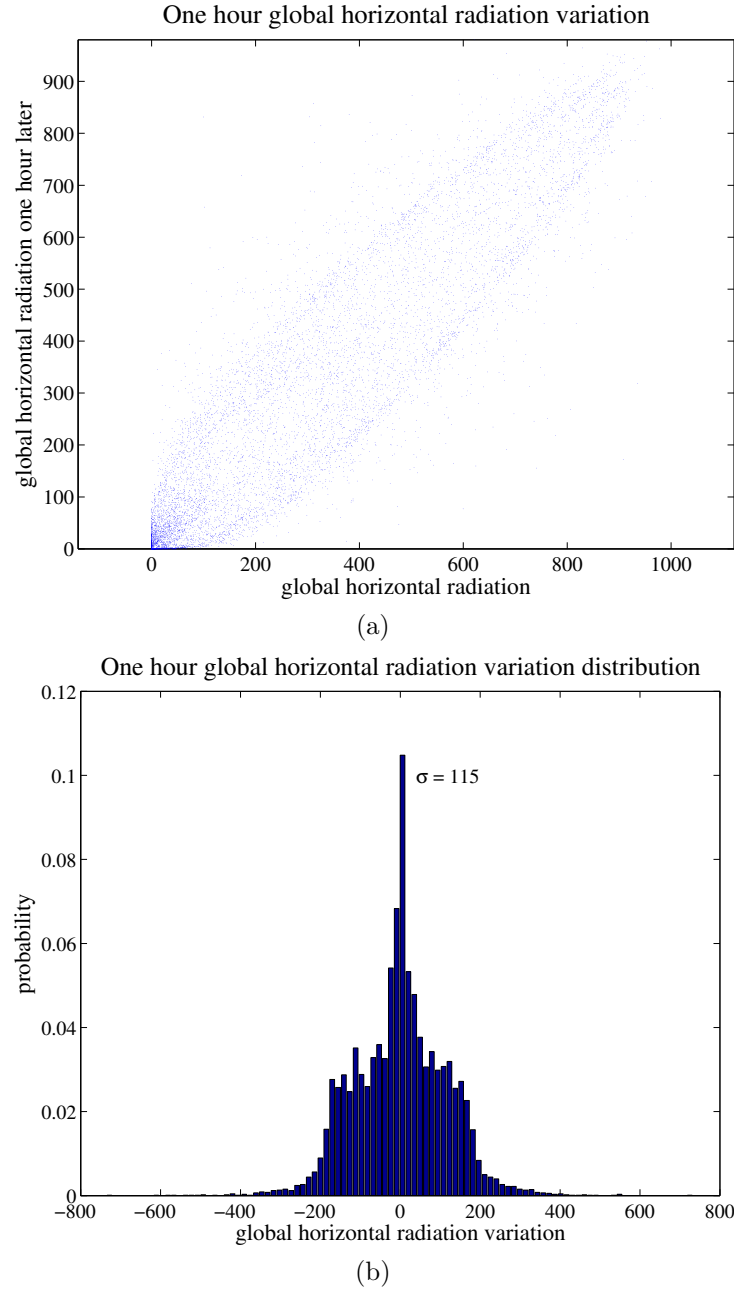 One hour global horizontal radiation variation
900
800
700
600
500
400
300
200
100
0
global horizontal radiation one hour later
0 200 400 600 800 1000
global horizontal radiation
(a)
One hour global horizontal radiation variation distribution
0.12
0.1
0.08
0.06
0.04
0.02
0
probability
σ = 115
−800 −600 −400 −200 0 200 400 600 800
global horizontal radiation variation
(b)